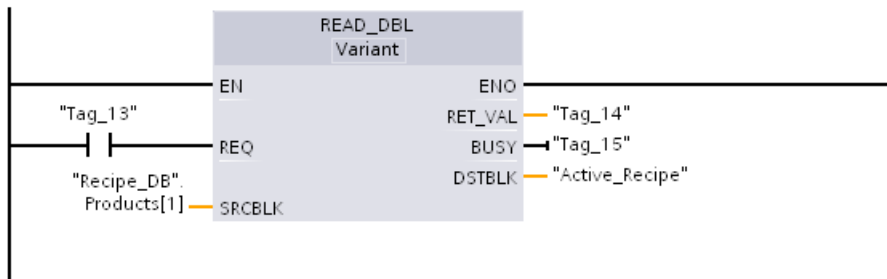 READ_DBL
Variant
EN ENO
"Tag_13" RET_VAL "Tag_14"
REQ BUSY "Tag_15"
"Recipe_DB". DSTBLK "Active_Recipe"
Products[1] SRCBLK